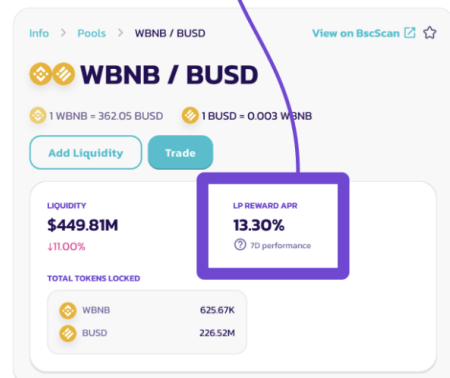 Info > Pools > WBNB / BUSD View on BscScan
WBNB / BUSD
1 WBNB = 362.05 BUSD 1 BUSD = 0.003 WBNB
Add Liquidity Trade
LIQUIDITY LP REWARD APR
$449.81M 13.30%
↓11.00% 7D performance
TOTAL TOKENS LOCKED
WBNB 625.67K
BUSD 226.52M